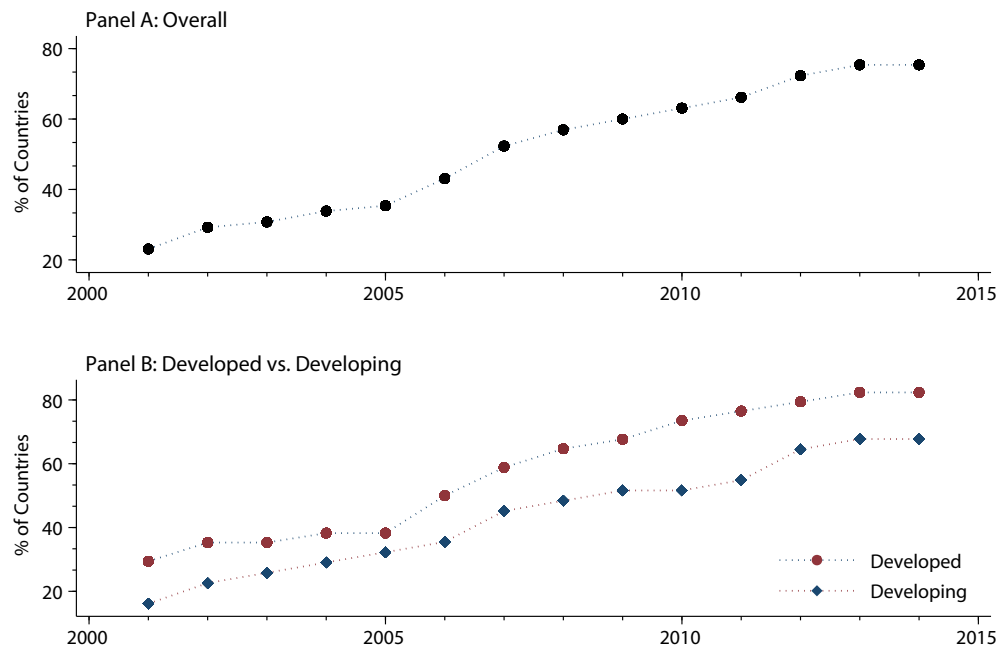 Panel A: Overall
80
60
40
20
% of Countries
2000 2005 2010 2015
Panel B: Developed vs. Developing
80
60
40
20
% of Countries
Developed
Developing
2000 2005 2010 2015